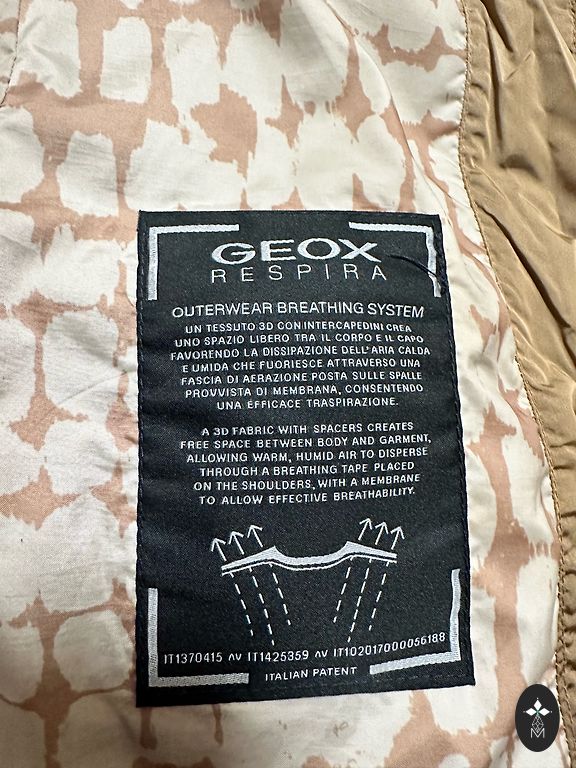 GEOX
RESPIRA
OUTERWEAR BREATHING SYSTEM
UN TESSUTO 3D CON INTERCAPEDINI CREA
UNO SPAZIO LIBERO TRA IL CORPO E IL CAPO
FAVORENDO LA DISSIPAZIONE DELL'ARIA CALDA
E UMIDA CHE FUORIESCE ATTRAVERSO UNA
FASCIA DI AERAZIONE POSTA SULLE SPALLE
PROVVISTA DI MEMBRANA, CONSENTENDO
UNA EFFICACE TRASPIRAZIONE.
A 3D FABRIC WITH SPACERS CREATES
FREE SPACE BETWEEN BODY AND GARMENT,
ALLOWING WARM, HUMID AIR TO DISPERSE
THROUGH A BREATHING TAPE PLACED
ON THE SHOULDERS, WITH A MEMBRANE
TO ALLOW EFFECTIVE BREATHABILITY.
IT1370415 ᴧᴠ IT1425359 ᴧᴠ IT102017000056188
ITALIAN PATENT
M